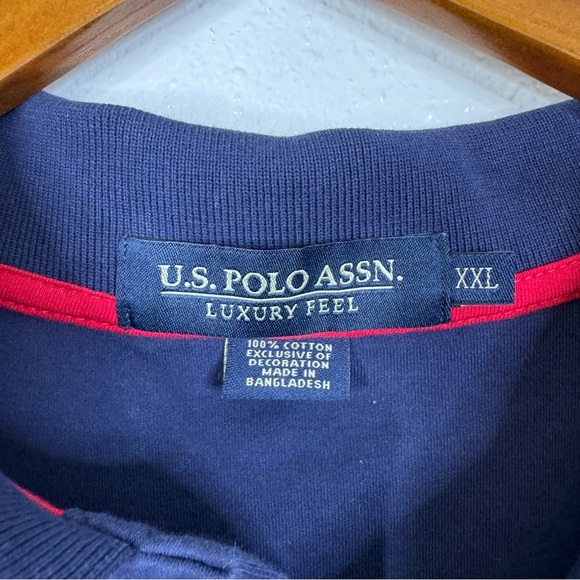 U.S. POLO ASSN.
LUXURY FEEL
XXL
100% COTTON
EXCLUSIVE OF
DECORATION
MADE IN
BANGLADESH